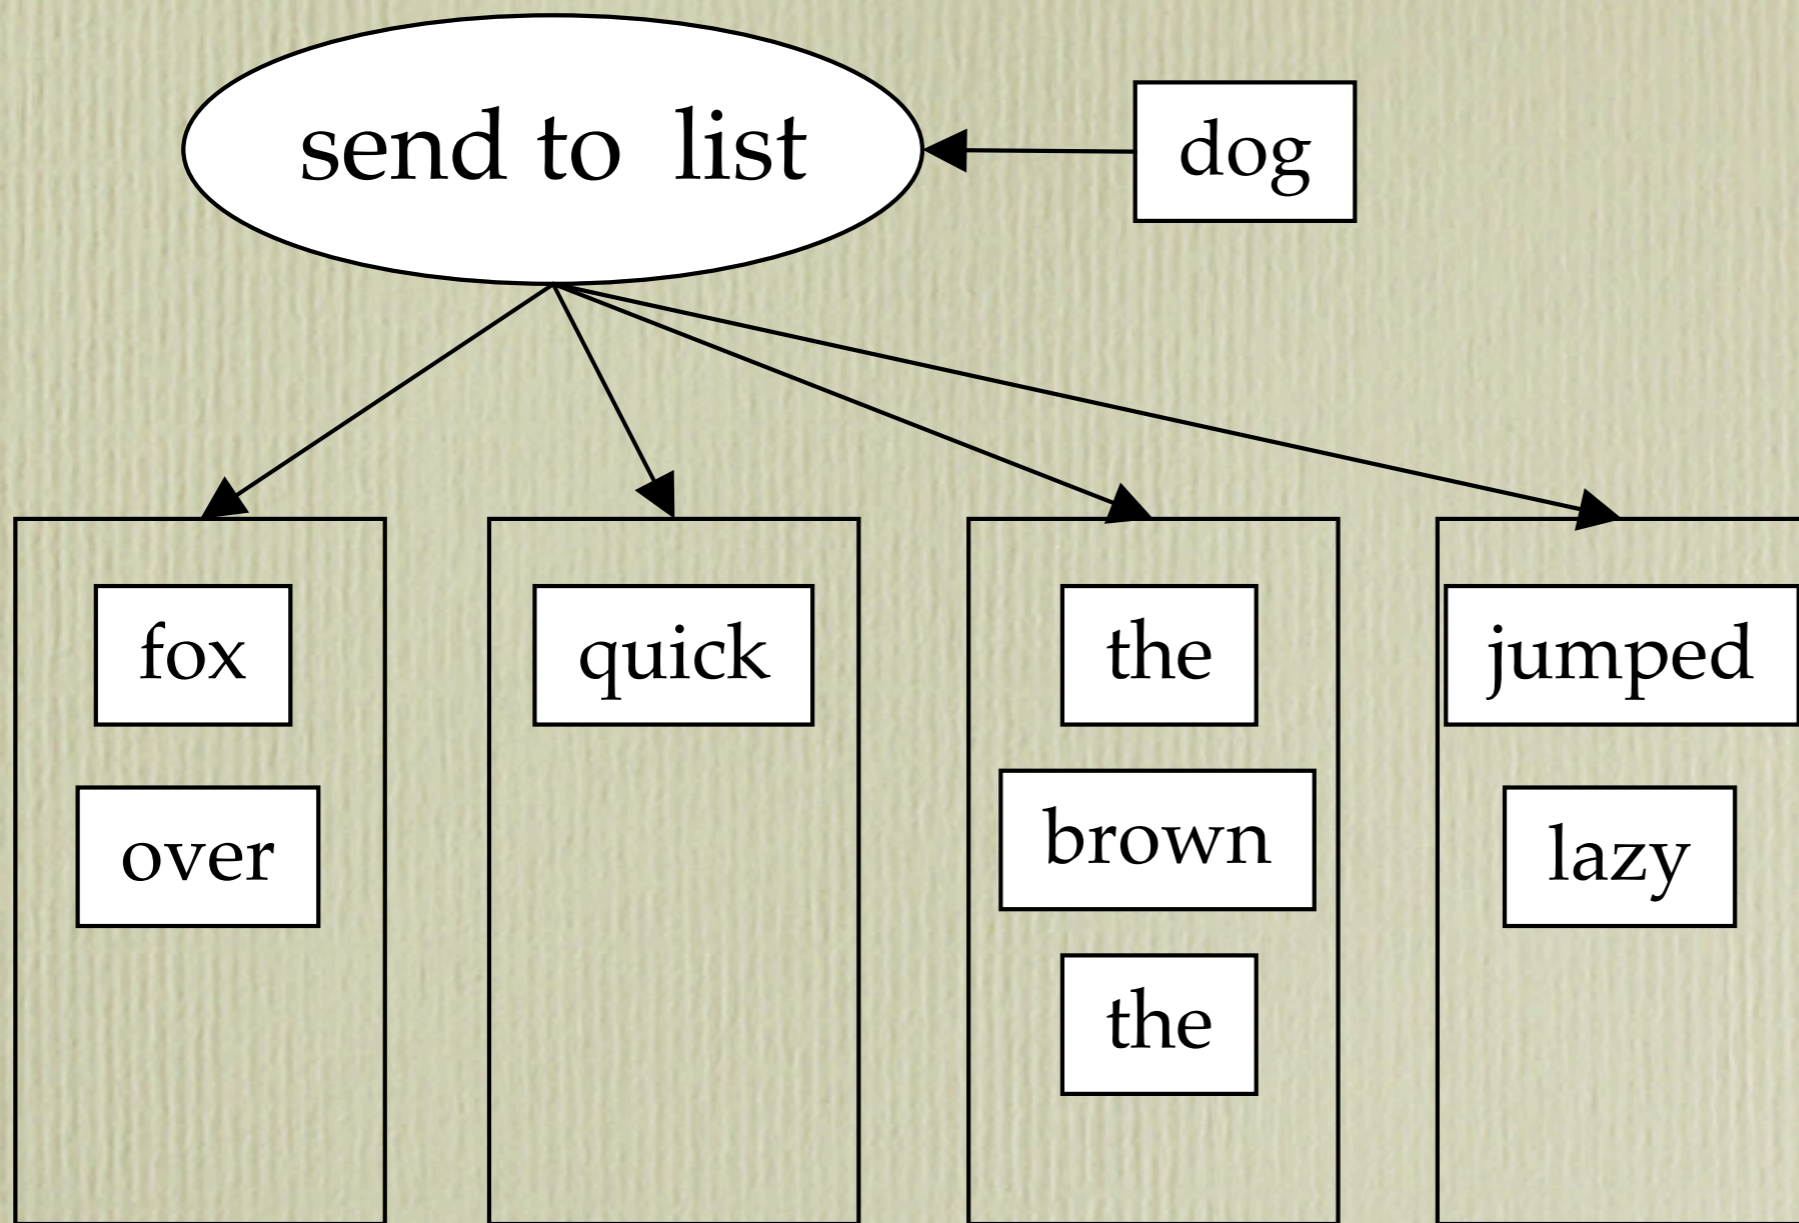 send to  list
dog
fox
over
quick
the
brown
the
jumped
lazy